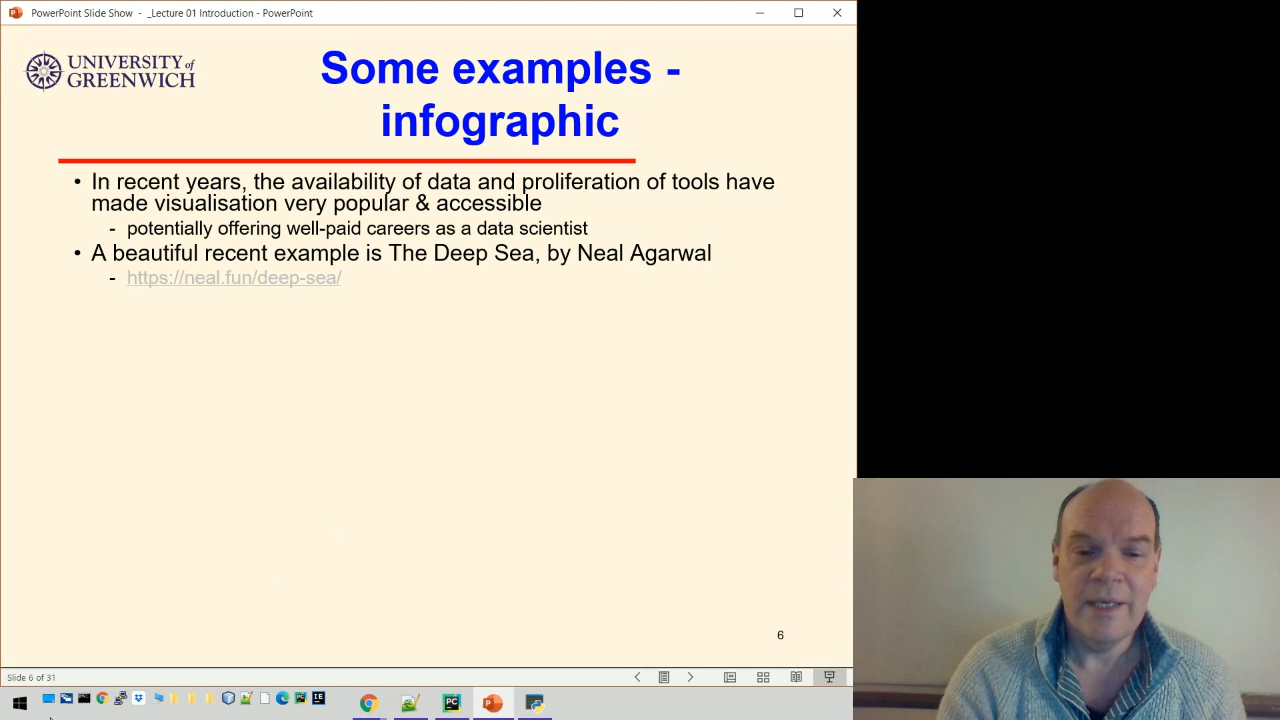 PowerPoint Slide Show - _Lecture 01 Introduction - PowerPoint
UNIVERSITY of
GREENWICH
Some examples -
infographic
• In recent years, the availability of data and proliferation of tools have
made visualisation very popular & accessible
- potentially offering well-paid careers as a data scientist
• A beautiful recent example is The Deep Sea, by Neal Agarwal
- https://neal.fun/deep-sea/
6
Slide 6 of 31
PC
P
IE